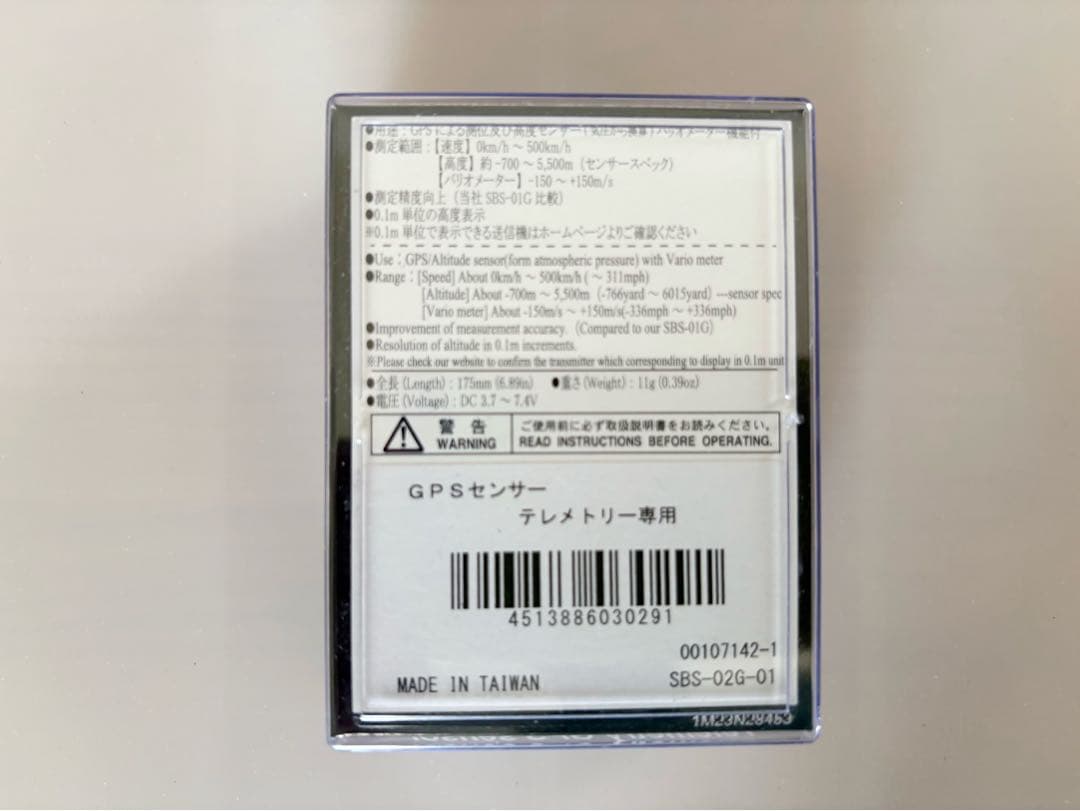 ●用途：GPSによる測位及び高度センサー(気圧から換算)バリオメーター機能付
●測定範囲：【速度】0km/h ～ 500km/h
【高度】約 -700 ～ 5,500m（センサースペック）
【バリオメーター】-150 ～ +150m/s
●測定精度向上（当社 SBS-01G 比較）
●0.1m 単位の高度表示
※0.1m 単位で表示できる送信機はホームページよりご確認ください
●Use：GPS/Altitude sensor(form atmospheric pressure) with Vario meter
●Range：[Speed] About 0km/h ～ 500km/h ( ～ 311mph)
[Altitude] About -700m ～ 5,500m（-766yard ～ 6015yard）---sensor spec
[Vario meter] About -150m/s ～ +150m/s(-336mph ～ +336mph)
●Improvement of measurement accuracy.（Compared to our SBS-01G）
●Resolution of altitude in 0.1m increments.
※Please check our website to confirm the transmitter which corresponding to display in 0.1m unit
●全長 (Length)：175mm (6.89in) ●重さ (Weight)：11g (0.39oz)
●電圧 (Voltage)：DC 3.7 ～ 7.4V
警告 ご使用前に必ず取扱説明書をお読みください。
WARNING READ INSTRUCTIONS BEFORE OPERATING.
GPSセンサー
テレメトリー専用
4513886030291
00107142-1
MADE IN TAIWAN SBS-02G-01
1M23N28453